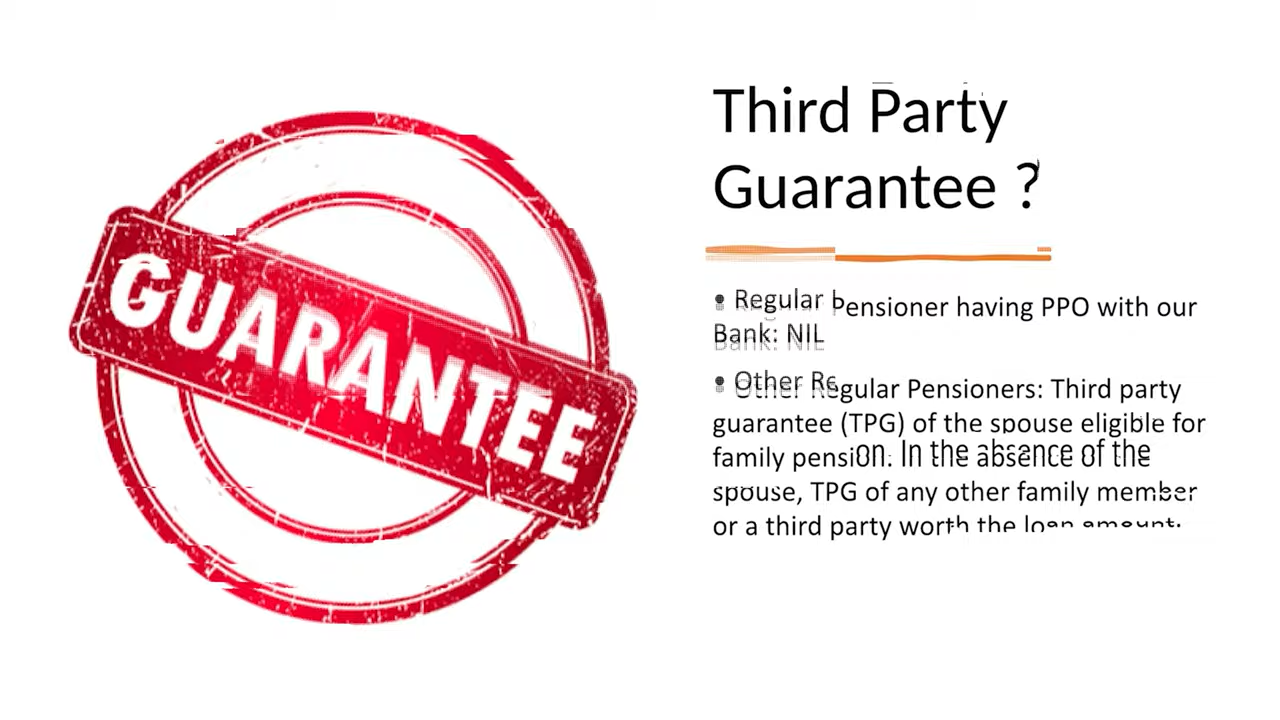 GUARANTEE
Third Party
Guarantee ?
• Regular Pensioner having PPO with our
Bank: NIL
• Other Regular Pensioners: Third party
guarantee (TPG) of the spouse eligible for
family pension. In the absence of the
spouse, TPG of any other family member
or a third party worth the loan amount.